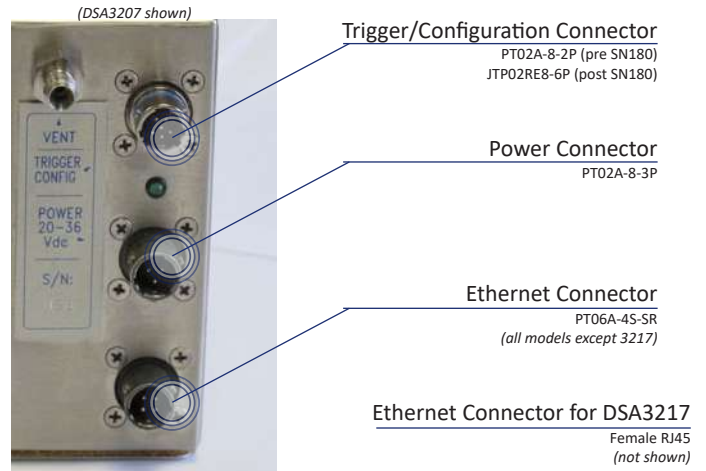 (DSA3207 shown)
Trigger/Configuration Connector
PT02A-8-2P (pre SN180)
JTP02RE8-6P (post SN180)
VENT
TRIGGER
CONFIG
Power Connector
PT02A-8-3P
POWER
20-36
Vdc
S/N:
Ethernet Connector
PT06A-4S-SR
(all models except 3217)
Ethernet Connector for DSA3217
Female RJ45
(not shown)